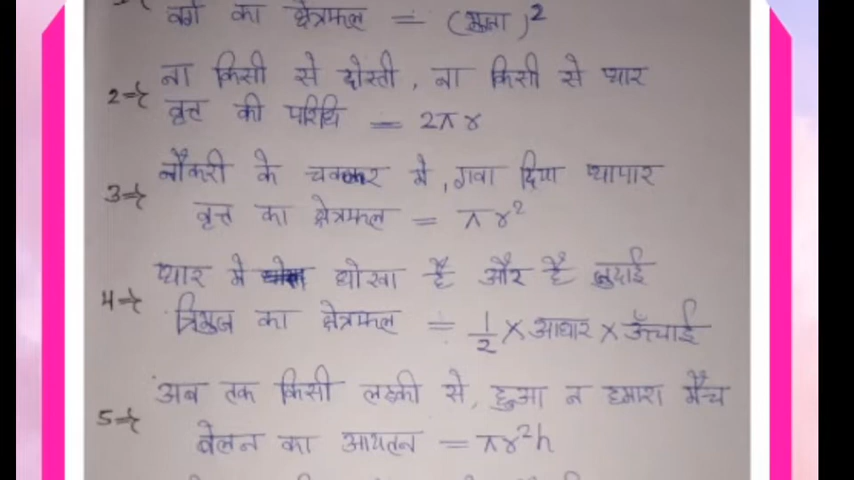 वर्ग का क्षेत्रफल = (भुजा)²
ना किसी से दोस्ती, ना किसी से प्यार
2⇒ वृत्त की परिधि = 2πr
नौकरी के चक्कर मे, गवा दिया व्यापार
3⇒ वृत्त का क्षेत्रफल = πr²
प्यार मे धोखा है और है जुदाई
4⇒ त्रिभुज का क्षेत्रफल = 1/2 × आधार × ऊँचाई
अब तक किसी लड़की से, हुआ न हमारा मैच
5⇒ बेलन का आयतन = πr²h